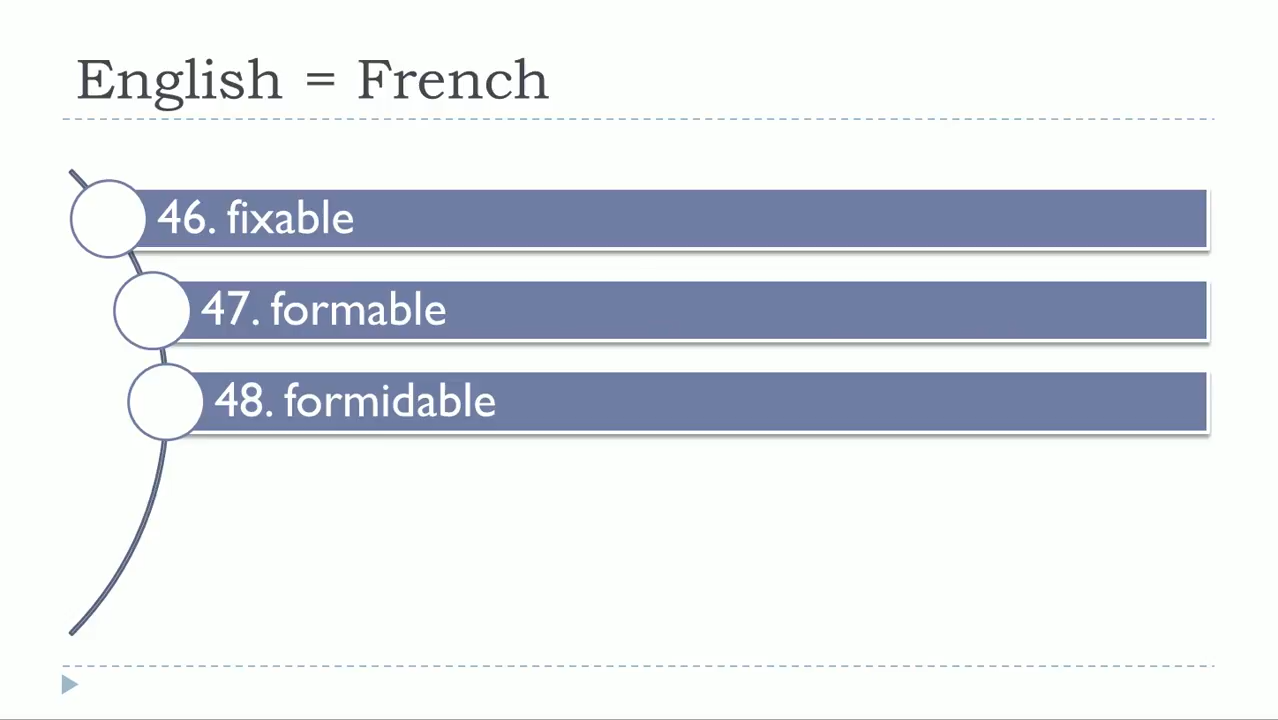 English = French
46. fixable
47. formable
48. formidable